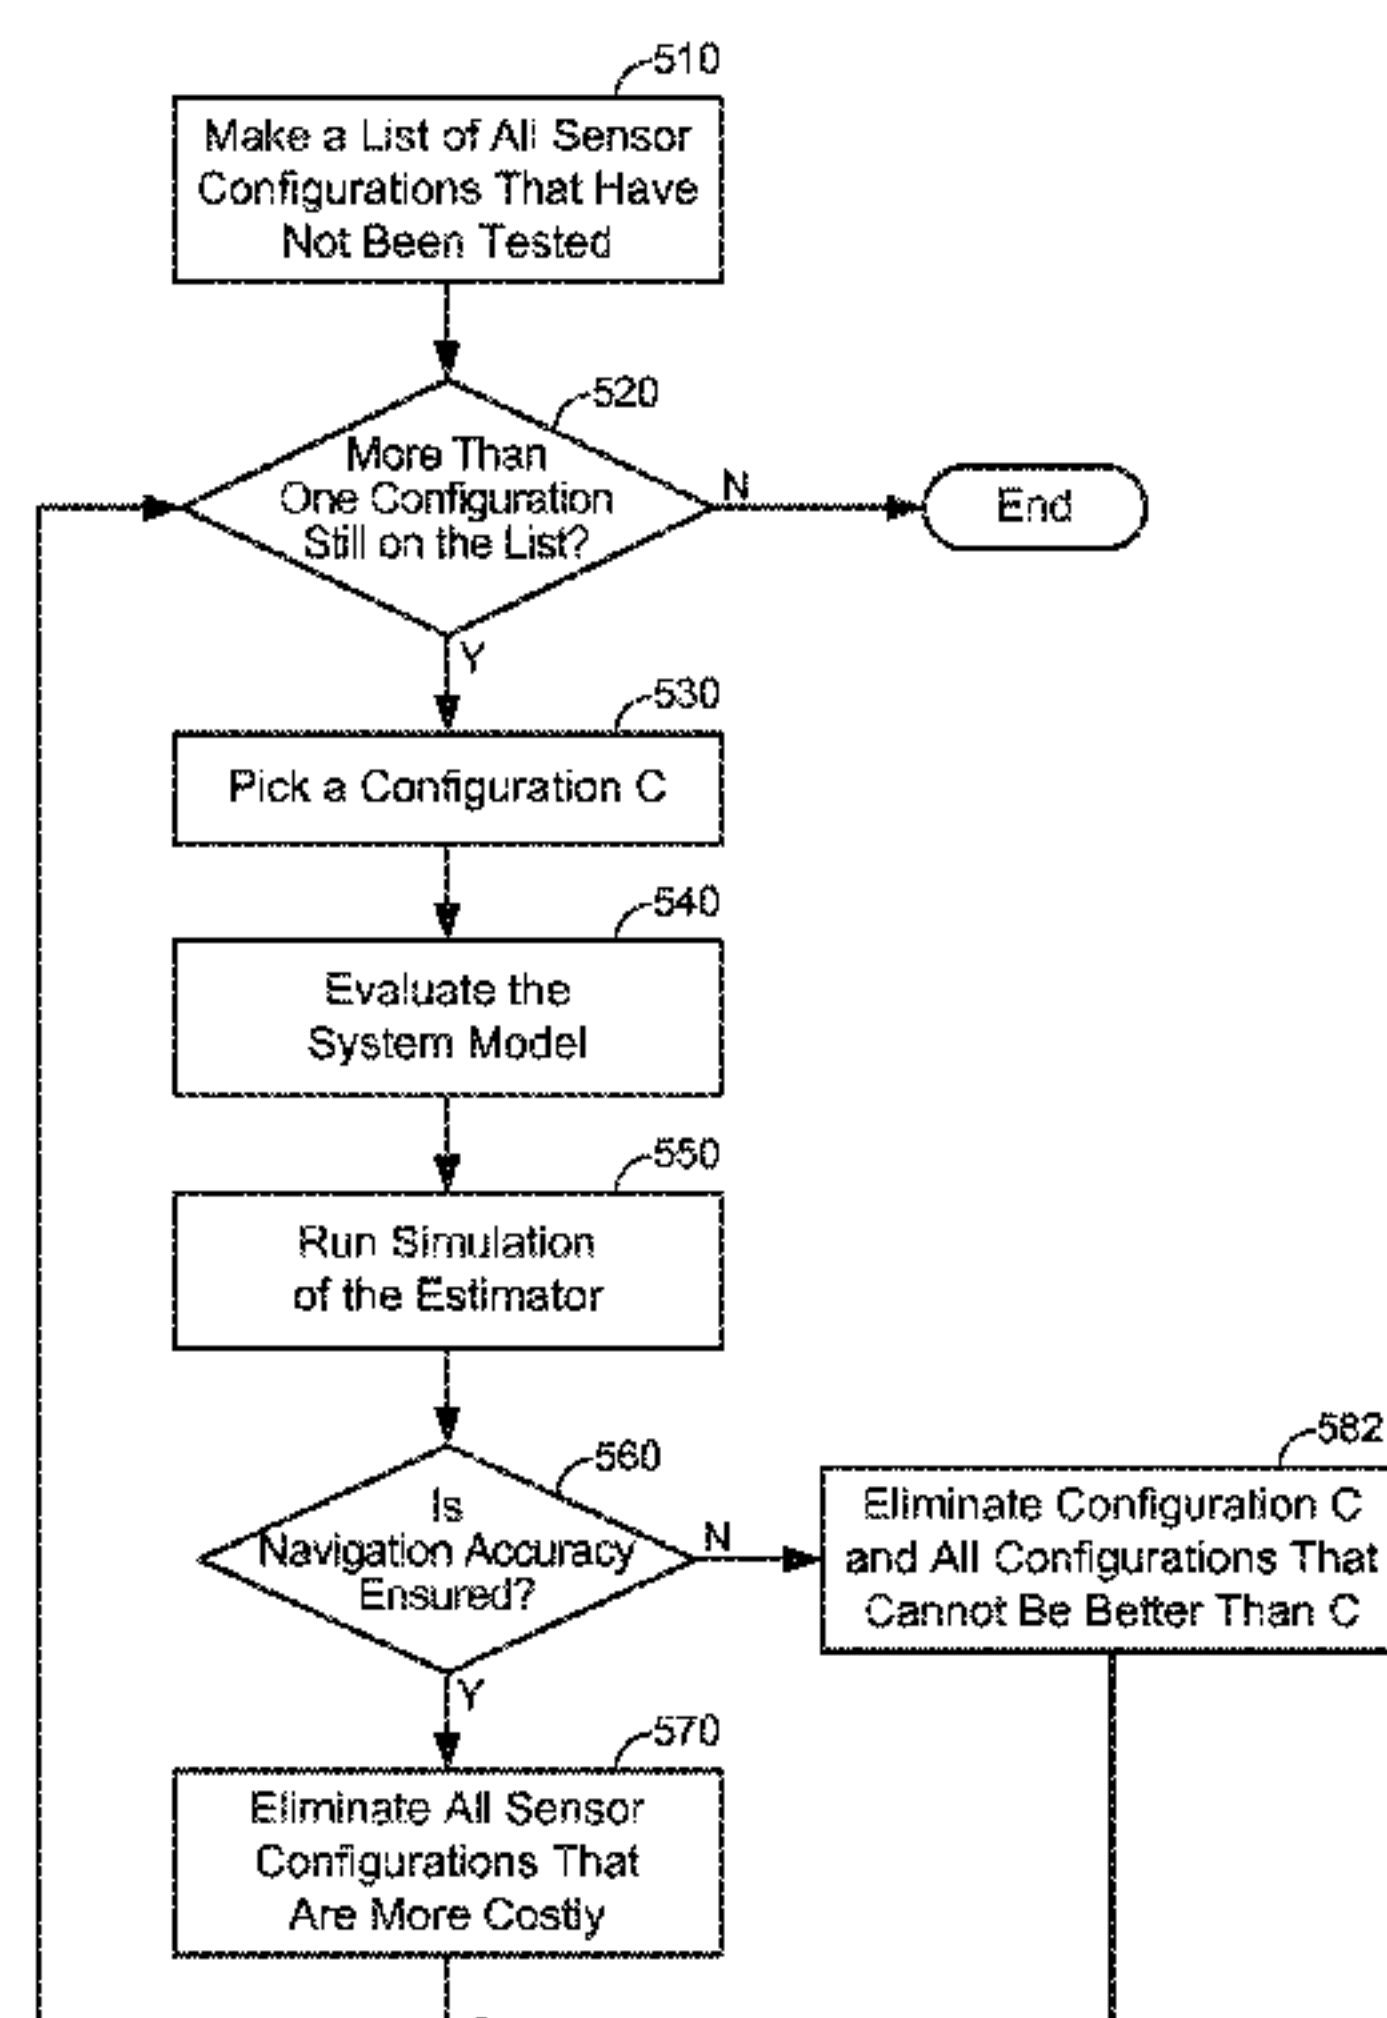 510
Make a List of All Sensor
Configurations That Have
Not Been Tested
520
More Than
One Configuration
Still on the List?
N
End
Y
530
Pick a Configuration C
540
Evaluate the
System Model
550
Run Simulation
of the Estimator
560
Is
Navigation Accuracy
Ensured?
N
582
Eliminate Configuration C
and All Configurations That
Cannot Be Better Than C
Y
570
Eliminate All Sensor
Configurations That
Are More Costly